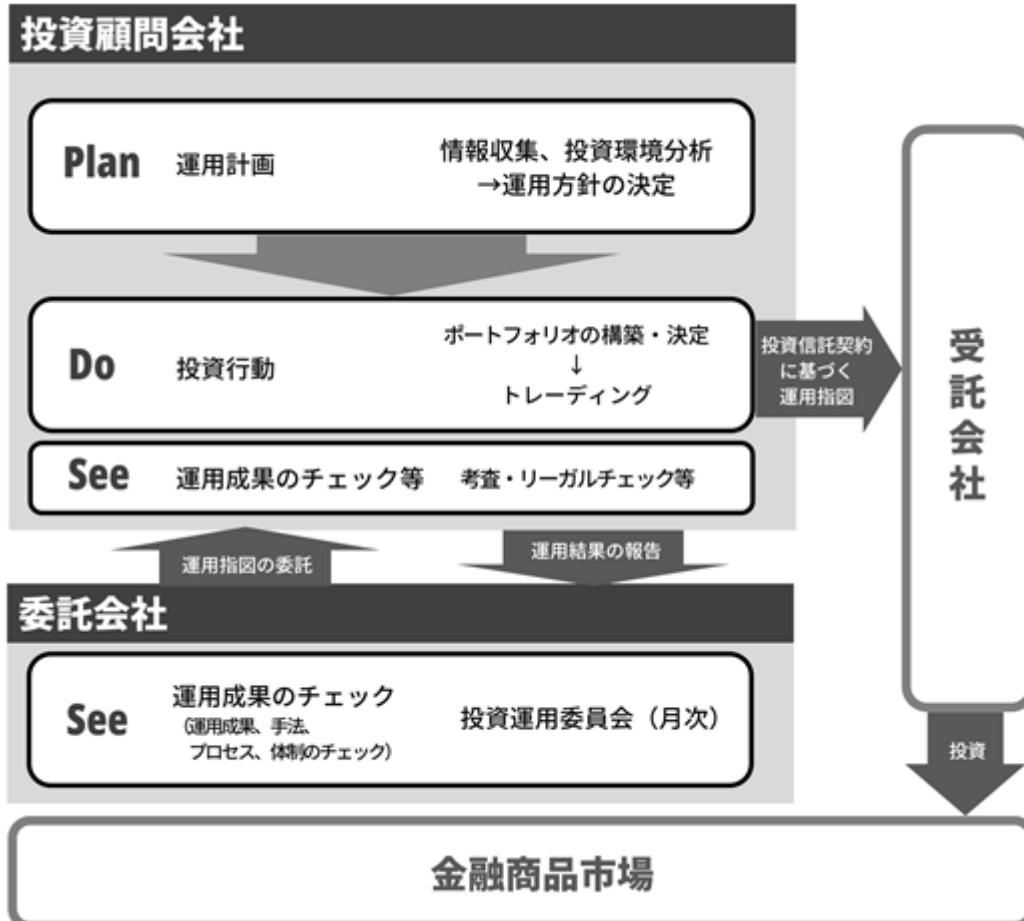 投資顧問会社
Plan 運用計画
情報収集、投資環境分析
→運用方針の決定
Do 投資行動
ポートフォリオの構築・決定
↓
トレーディング
投資信託契約
に基づく
運用指図
受託会社
See 運用成果のチェック等 考査・リーガルチェック等
運用指図の委託
運用結果の報告
委託会社
See
運用成果のチェック
(運用成果、手法、
プロセス、体制のチェック)
投資運用委員会（月次）
投資
金融商品市場